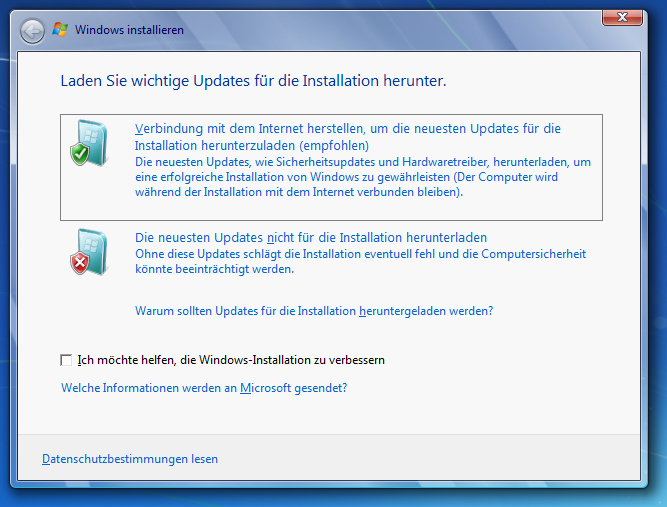 Windows installieren
Laden Sie wichtige Updates für die Installation herunter.
Verbindung mit dem Internet herstellen, um die neuesten Updates für die
Installation herunterzuladen (empfohlen)
Die neuesten Updates, wie Sicherheitsupdates und Hardwaretreiber, herunterladen, um
eine erfolgreiche Installation von Windows zu gewährleisten (Der Computer wird
während der Installation mit dem Internet verbunden bleiben).
Die neuesten Updates nicht für die Installation herunterladen
Ohne diese Updates schlägt die Installation eventuell fehl und die Computersicherheit
könnte beeinträchtigt werden.
Warum sollten Updates für die Installation heruntergeladen werden?
Ich möchte helfen, die Windows-Installation zu verbessern
Welche Informationen werden an Microsoft gesendet?
Datenschutzbestimmungen lesen